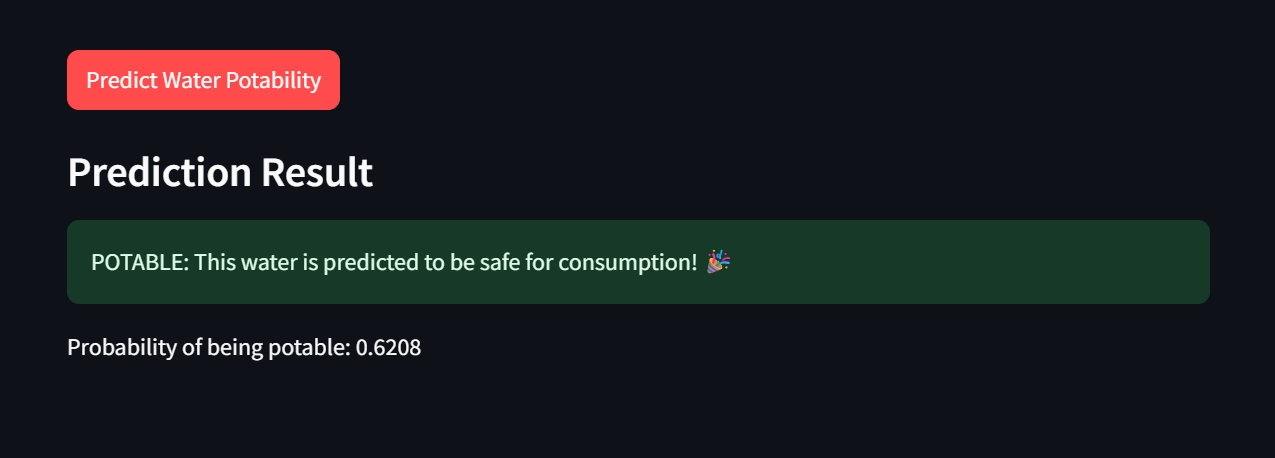 Predict Water Potability
Prediction Result
POTABLE: This water is predicted to be safe for consumption! 🎉
Probability of being potable: 0.6208